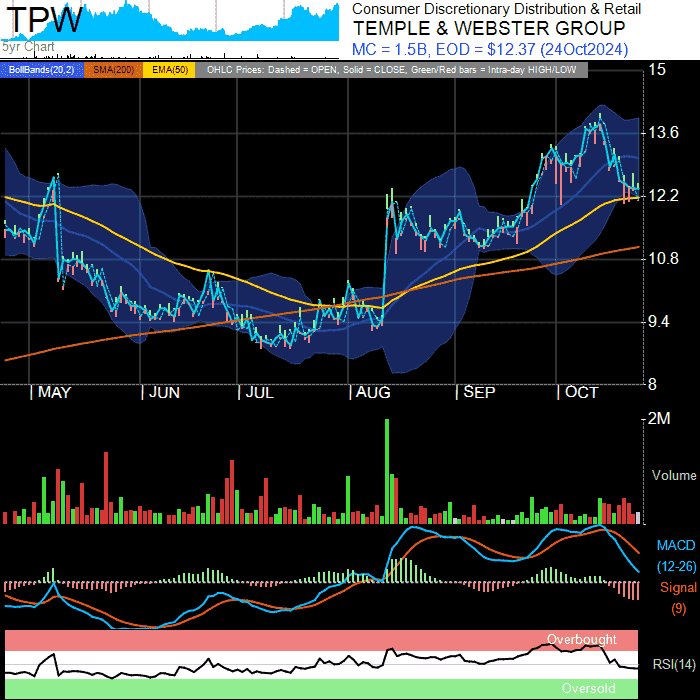 TPW
Consumer Discretionary Distribution & Retail
TEMPLE & WEBSTER GROUP
MC = 1.5B, EOD = $12.37 (24Oct2024)
5yr Chart
BollBands(20,2) SMA(200) EMA(50) OHLC Prices: Dashed = OPEN, Solid = CLOSE, Green/Red bars = Intra-day HIGH/LOW
15
13.6
12.2
10.8
9.4
8
MAY JUN JUL AUG SEP OCT
2M
Volume
MACD
(12-26)
Signal
(9)
Overbought
RSI(14)
Oversold